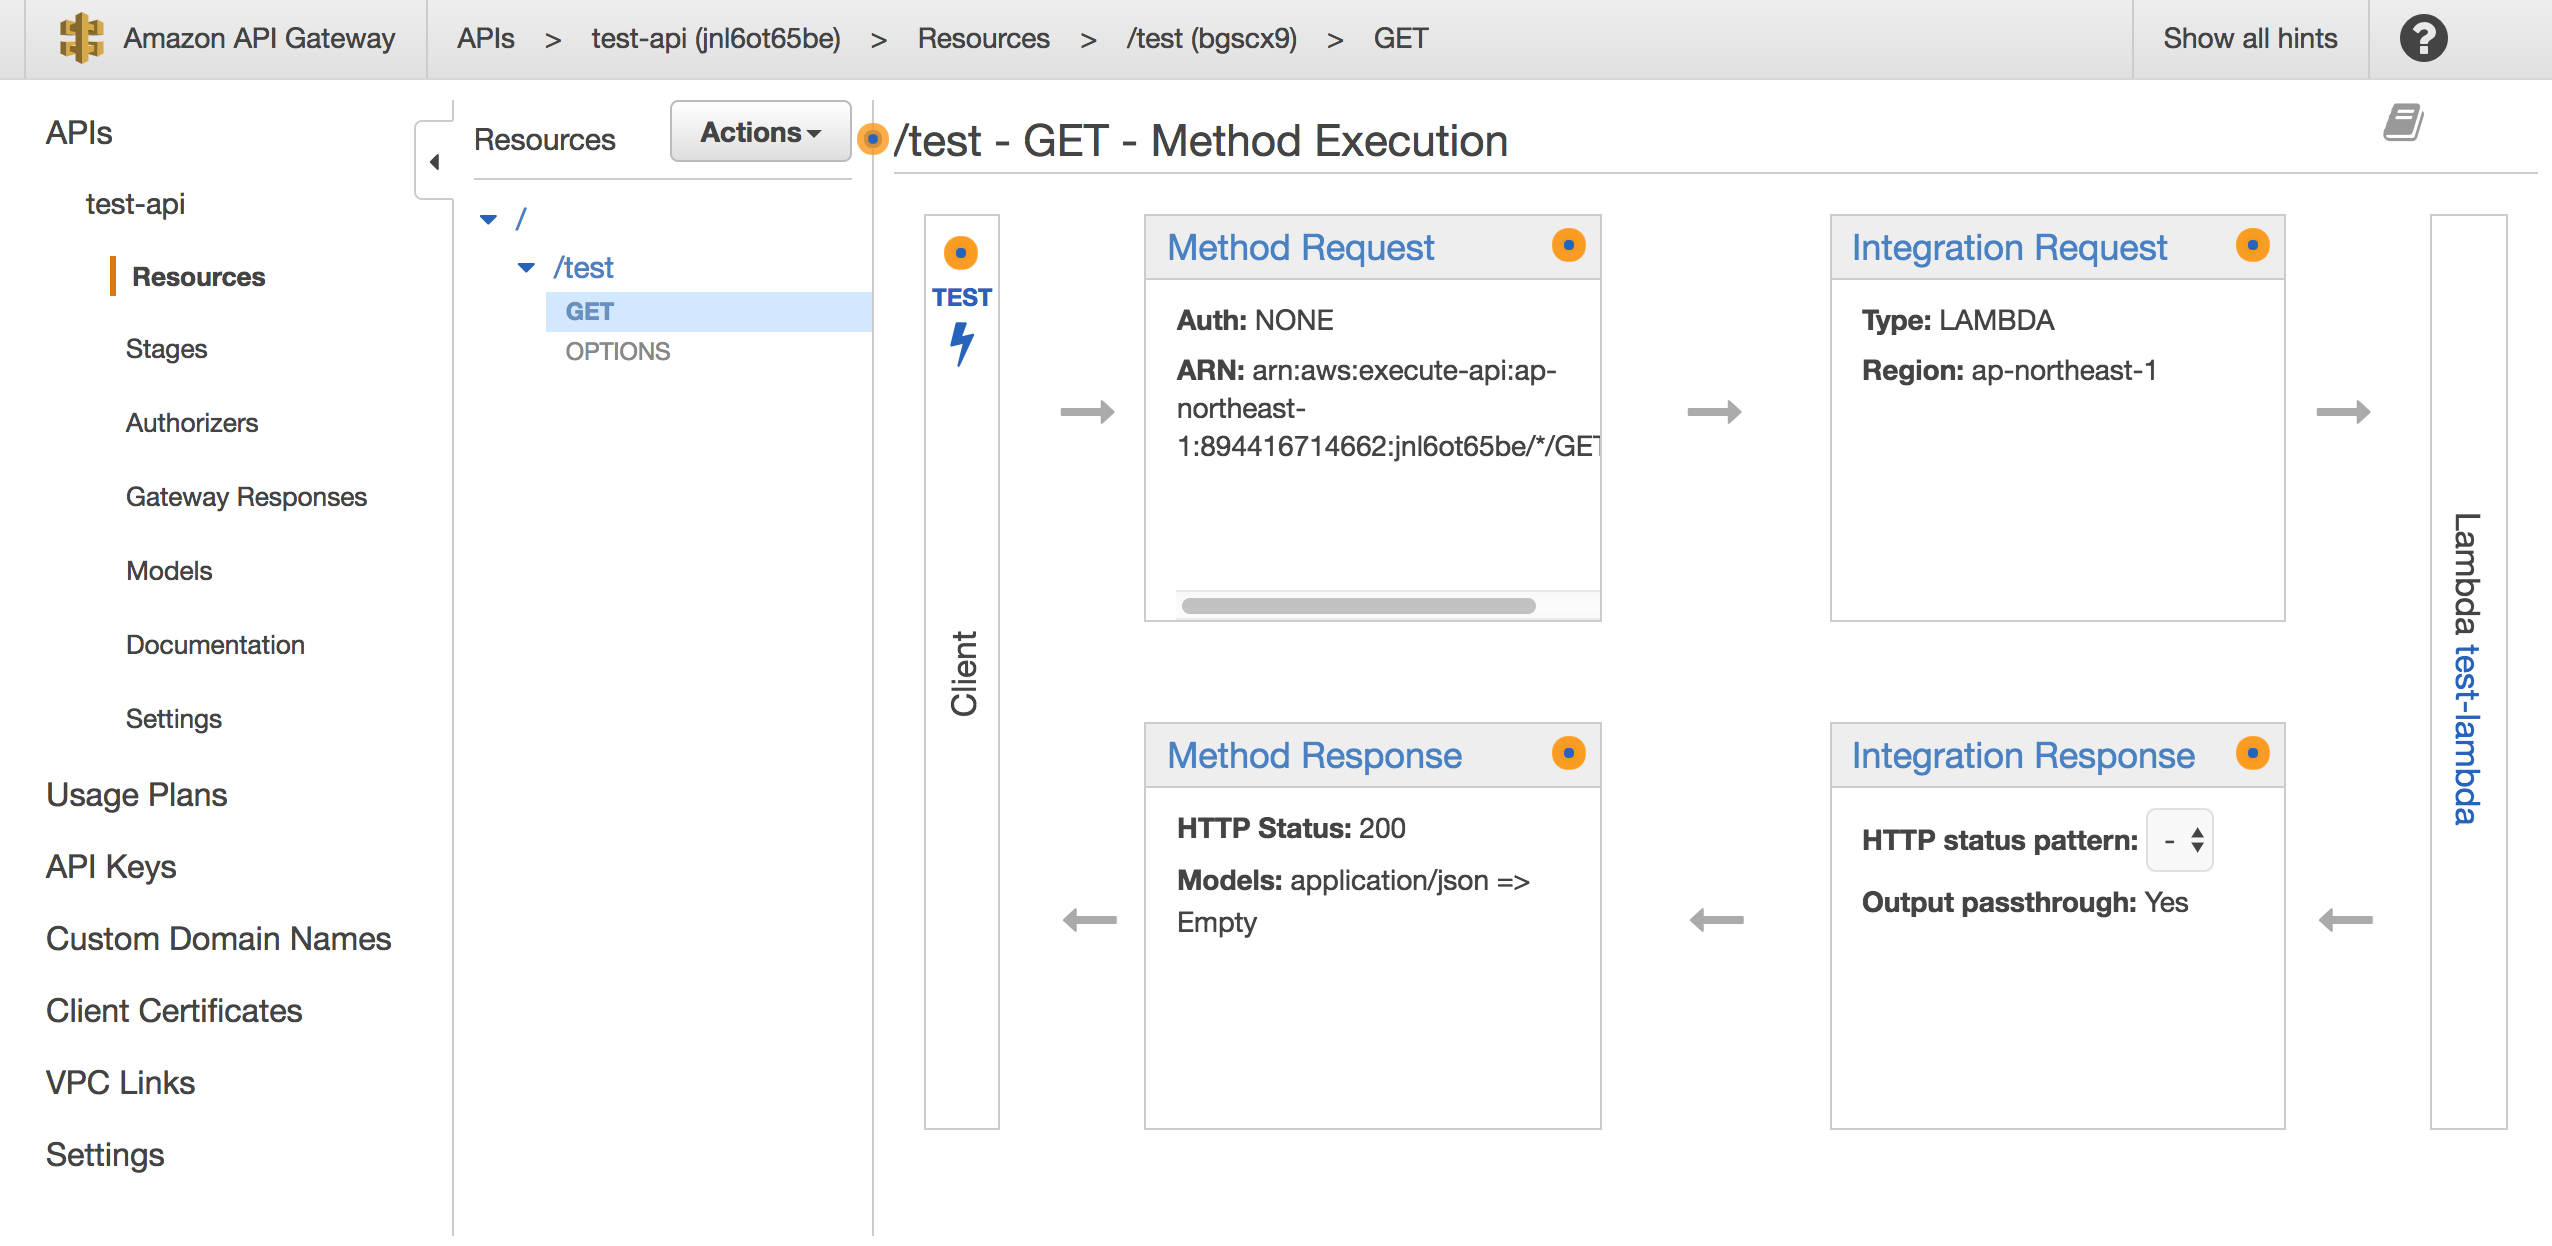 Amazon API Gateway
APIs > test-api (jnl6ot65be) > Resources > /test (bgscx9) > GET
Show all hints
?
APIs
test-api
Resources
Stages
Authorizers
Gateway Responses
Models
Documentation
Settings
Usage Plans
API Keys
Custom Domain Names
Client Certificates
VPC Links
Settings
Resources
Actions
/
/test
GET
OPTIONS
/test - GET - Method Execution
TEST
Client
Method Request
Auth: NONE
ARN: arn:aws:execute-api:ap-
northeast-
1:894416714662:jnl6ot65be/*/GET
Integration Request
Type: LAMBDA
Region: ap-northeast-1
Lambda test-lambda
Method Response
HTTP Status: 200
Models: application/json =>
Empty
Integration Response
HTTP status pattern: -
Output passthrough: Yes